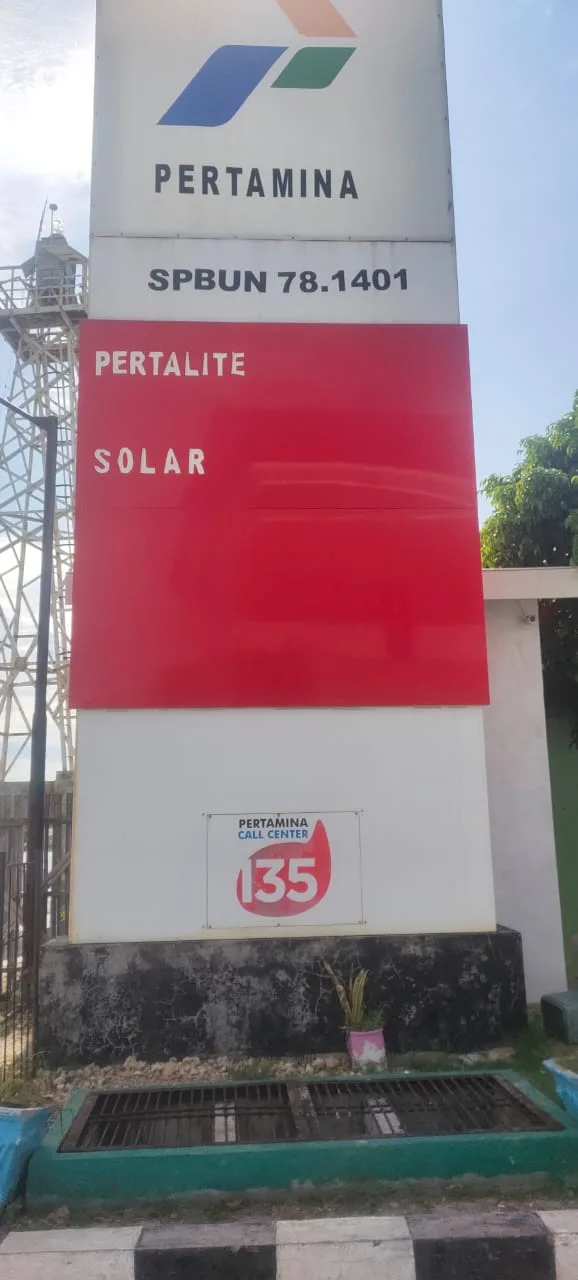 PERTAMINA
SPBUN 78.1401
PERTALITE
SOLAR
PERTAMINA
CALL CENTER
135